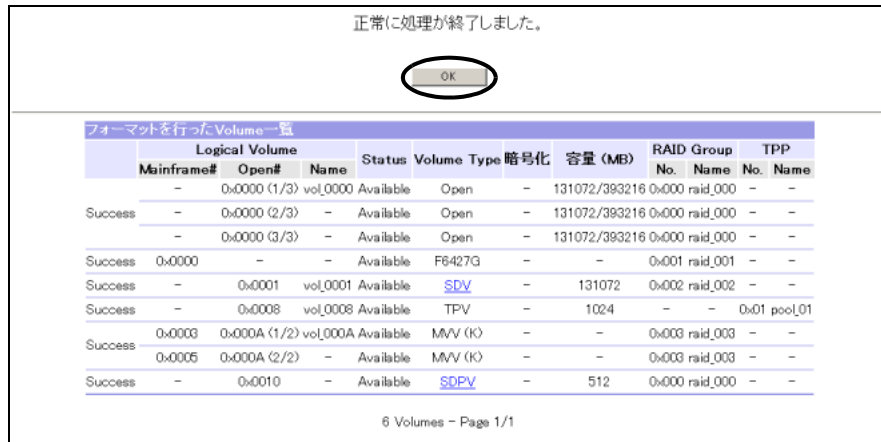 正常に処理が終了しました。
OK
フォーマットを行ったVolume一覧
Logical Volume Status Volume Type 暗号化 容量 (MB) RAID Group TPP
Mainframe# Open# Name No. Name No. Name
Success - 0x0000 (1/3) vol_0000 Available Open - 131072/393216 0x000 raid_000 - -
- 0x0000 (2/3) - Available Open - 131072/393216 0x000 raid_000 - -
- 0x0000 (3/3) - Available Open - 131072/393216 0x000 raid_000 - -
Success 0x0000 - - Available F6427G - - 0x001 raid_001 - -
Success - 0x0001 vol_0001 Available SDV - 131072 0x002 raid_002 - -
Success - 0x0008 vol_0008 Available TPV - 1024 - - 0x01 pool_01
Success 0x0003 0x000A (1/2) vol_000A Available MVV (K) - - 0x003 raid_003 - -
0x0005 0x000A (2/2) - Available MVV (K) - - 0x003 raid_003 - -
Success - 0x0010 - Available SDPV - 512 0x000 raid_000 - -
6 Volumes - Page 1/1